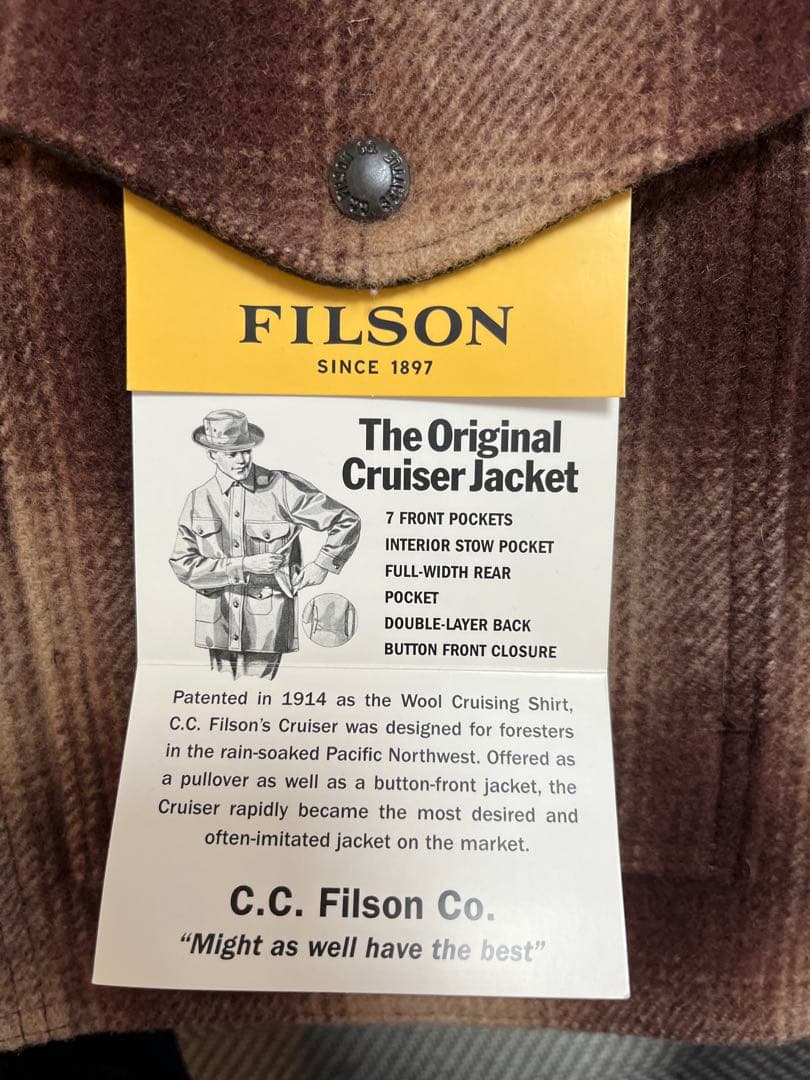 FILSON
SINCE 1897
The Original
Cruiser Jacket
7 FRONT POCKETS
INTERIOR STOW POCKET
FULL-WIDTH REAR
POCKET
DOUBLE-LAYER BACK
BUTTON FRONT CLOSURE
Patented in 1914 as the Wool Cruising Shirt,
C.C. Filson's Cruiser was designed for foresters
in the rain-soaked Pacific Northwest. Offered as
a pullover as well as a button-front jacket, the
Cruiser rapidly became the most desired and
often-imitated jacket on the market.
C.C. Filson Co.
“Might as well have the best”